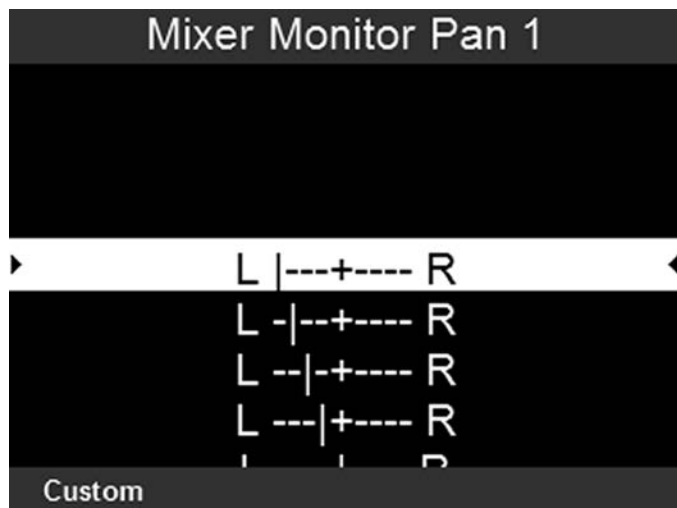 Mixer Monitor Pan 1
L |---+---- R
L -|--+---- R
L --|-+---- R
L ---|+---- R
Custom